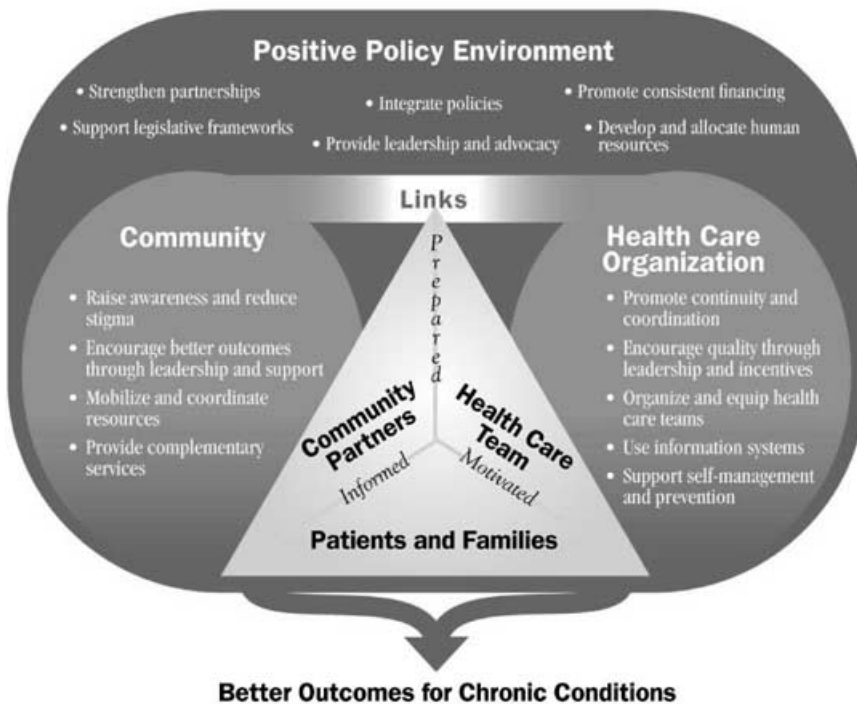 Positive Policy Environment
• Strengthen partnerships
• Support legislative frameworks
• Integrate policies
• Provide leadership and advocacy
• Promote consistent financing
• Develop and allocate human
resources
Links
Community
• Raise awareness and reduce
stigma
• Encourage better outcomes
through leadership and support
• Mobilize and coordinate
resources
• Provide complementary
services
Prepared
Community
Partners
Informed
Health Care
Team
Motivated
Patients and Families
Health Care
Organization
• Promote continuity and
coordination
• Encourage quality through
leadership and incentives
• Organize and equip health
care teams
• Use information systems
• Support self-management
and prevention
Better Outcomes for Chronic Conditions